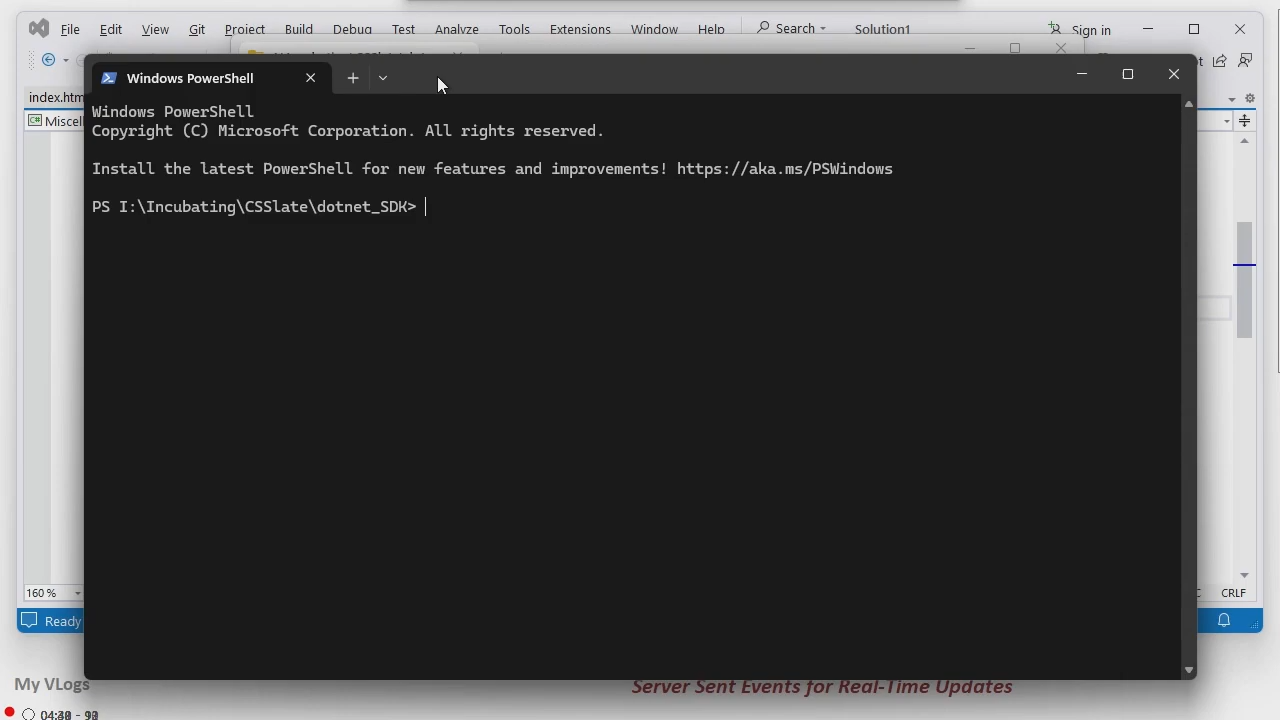 File Edit View Git Project Build Debug Test Analyze Tools Extensions Window Help Search Solution1 Sign in
index.htm
Miscell
Windows PowerShell
Windows PowerShell
Copyright (C) Microsoft Corporation. All rights reserved.
Install the latest PowerShell for new features and improvements! https://aka.ms/PSWindows
PS I:\Incubating\CSSlate\dotnet_SDK>
160 %
CRLF
Ready
My VLogs
Server Sent Events for Real-Time Updates